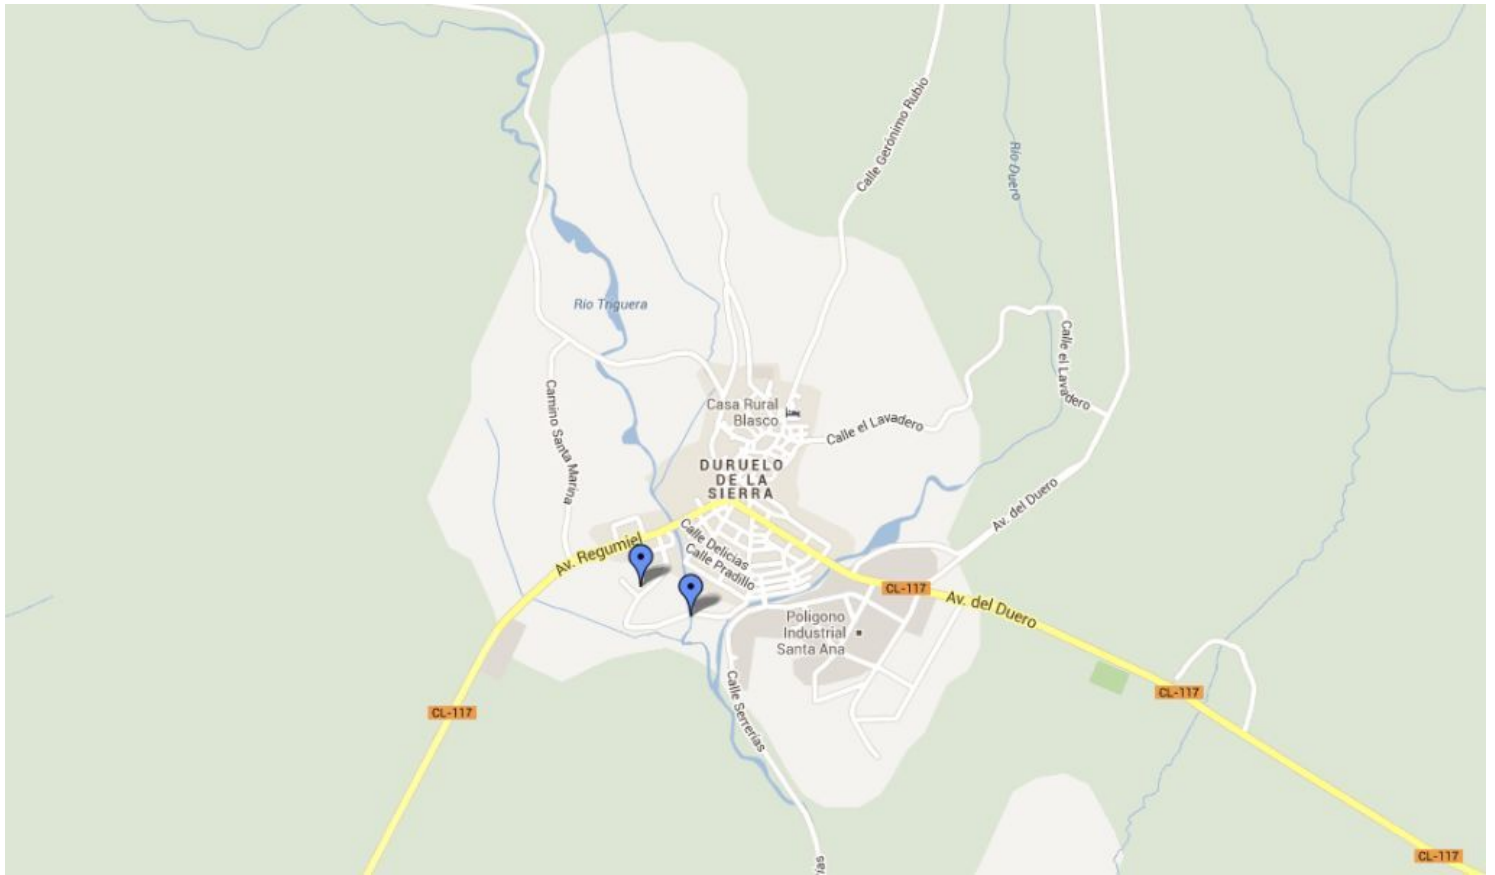 Calle Gerónimo Rubio
Río Duero
Río Triguera
Calle el Lavadero
Camino Santa Marina
Casa Rural
Blasco
Calle el Lavadero
DURUELO
DE LA
SIERRA
Av. del Duero
Av. Regumiel
Calle Delicias
Calle Pradillo
CL-117
Av. del Duero
Polígono
Industrial
Santa Ana
CL-117
CL-117
Calle Serrerías
CL-117